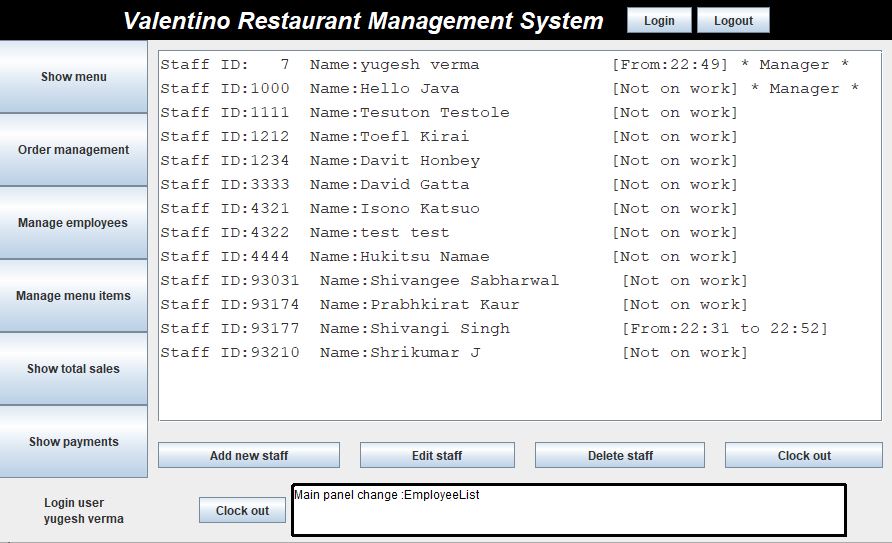 Valentino Restaurant Management System Login Logout
Show menu
Order management
Manage employees
Manage menu items
Show total sales
Show payments
Staff ID:   7  Name:yugesh verma             [From:22:49] * Manager *
Staff ID:1000  Name:Hello Java               [Not on work] * Manager *
Staff ID:1111  Name:Tesuton Testole          [Not on work]
Staff ID:1212  Name:Toefl Kirai              [Not on work]
Staff ID:1234  Name:Davit Honbey             [Not on work]
Staff ID:3333  Name:David Gatta              [Not on work]
Staff ID:4321  Name:Isono Katsuo             [Not on work]
Staff ID:4322  Name:test test                [Not on work]
Staff ID:4444  Name:Hukitsu Namae            [Not on work]
Staff ID:93031  Name:Shivangee Sabharwal      [Not on work]
Staff ID:93174  Name:Prabhkirat Kaur          [Not on work]
Staff ID:93177  Name:Shivangi Singh           [From:22:31 to 22:52]
Staff ID:93210  Name:Shrikumar J              [Not on work]
Add new staff Edit staff Delete staff Clock out
Login user
yugesh verma
Clock out
Main panel change :EmployeeList